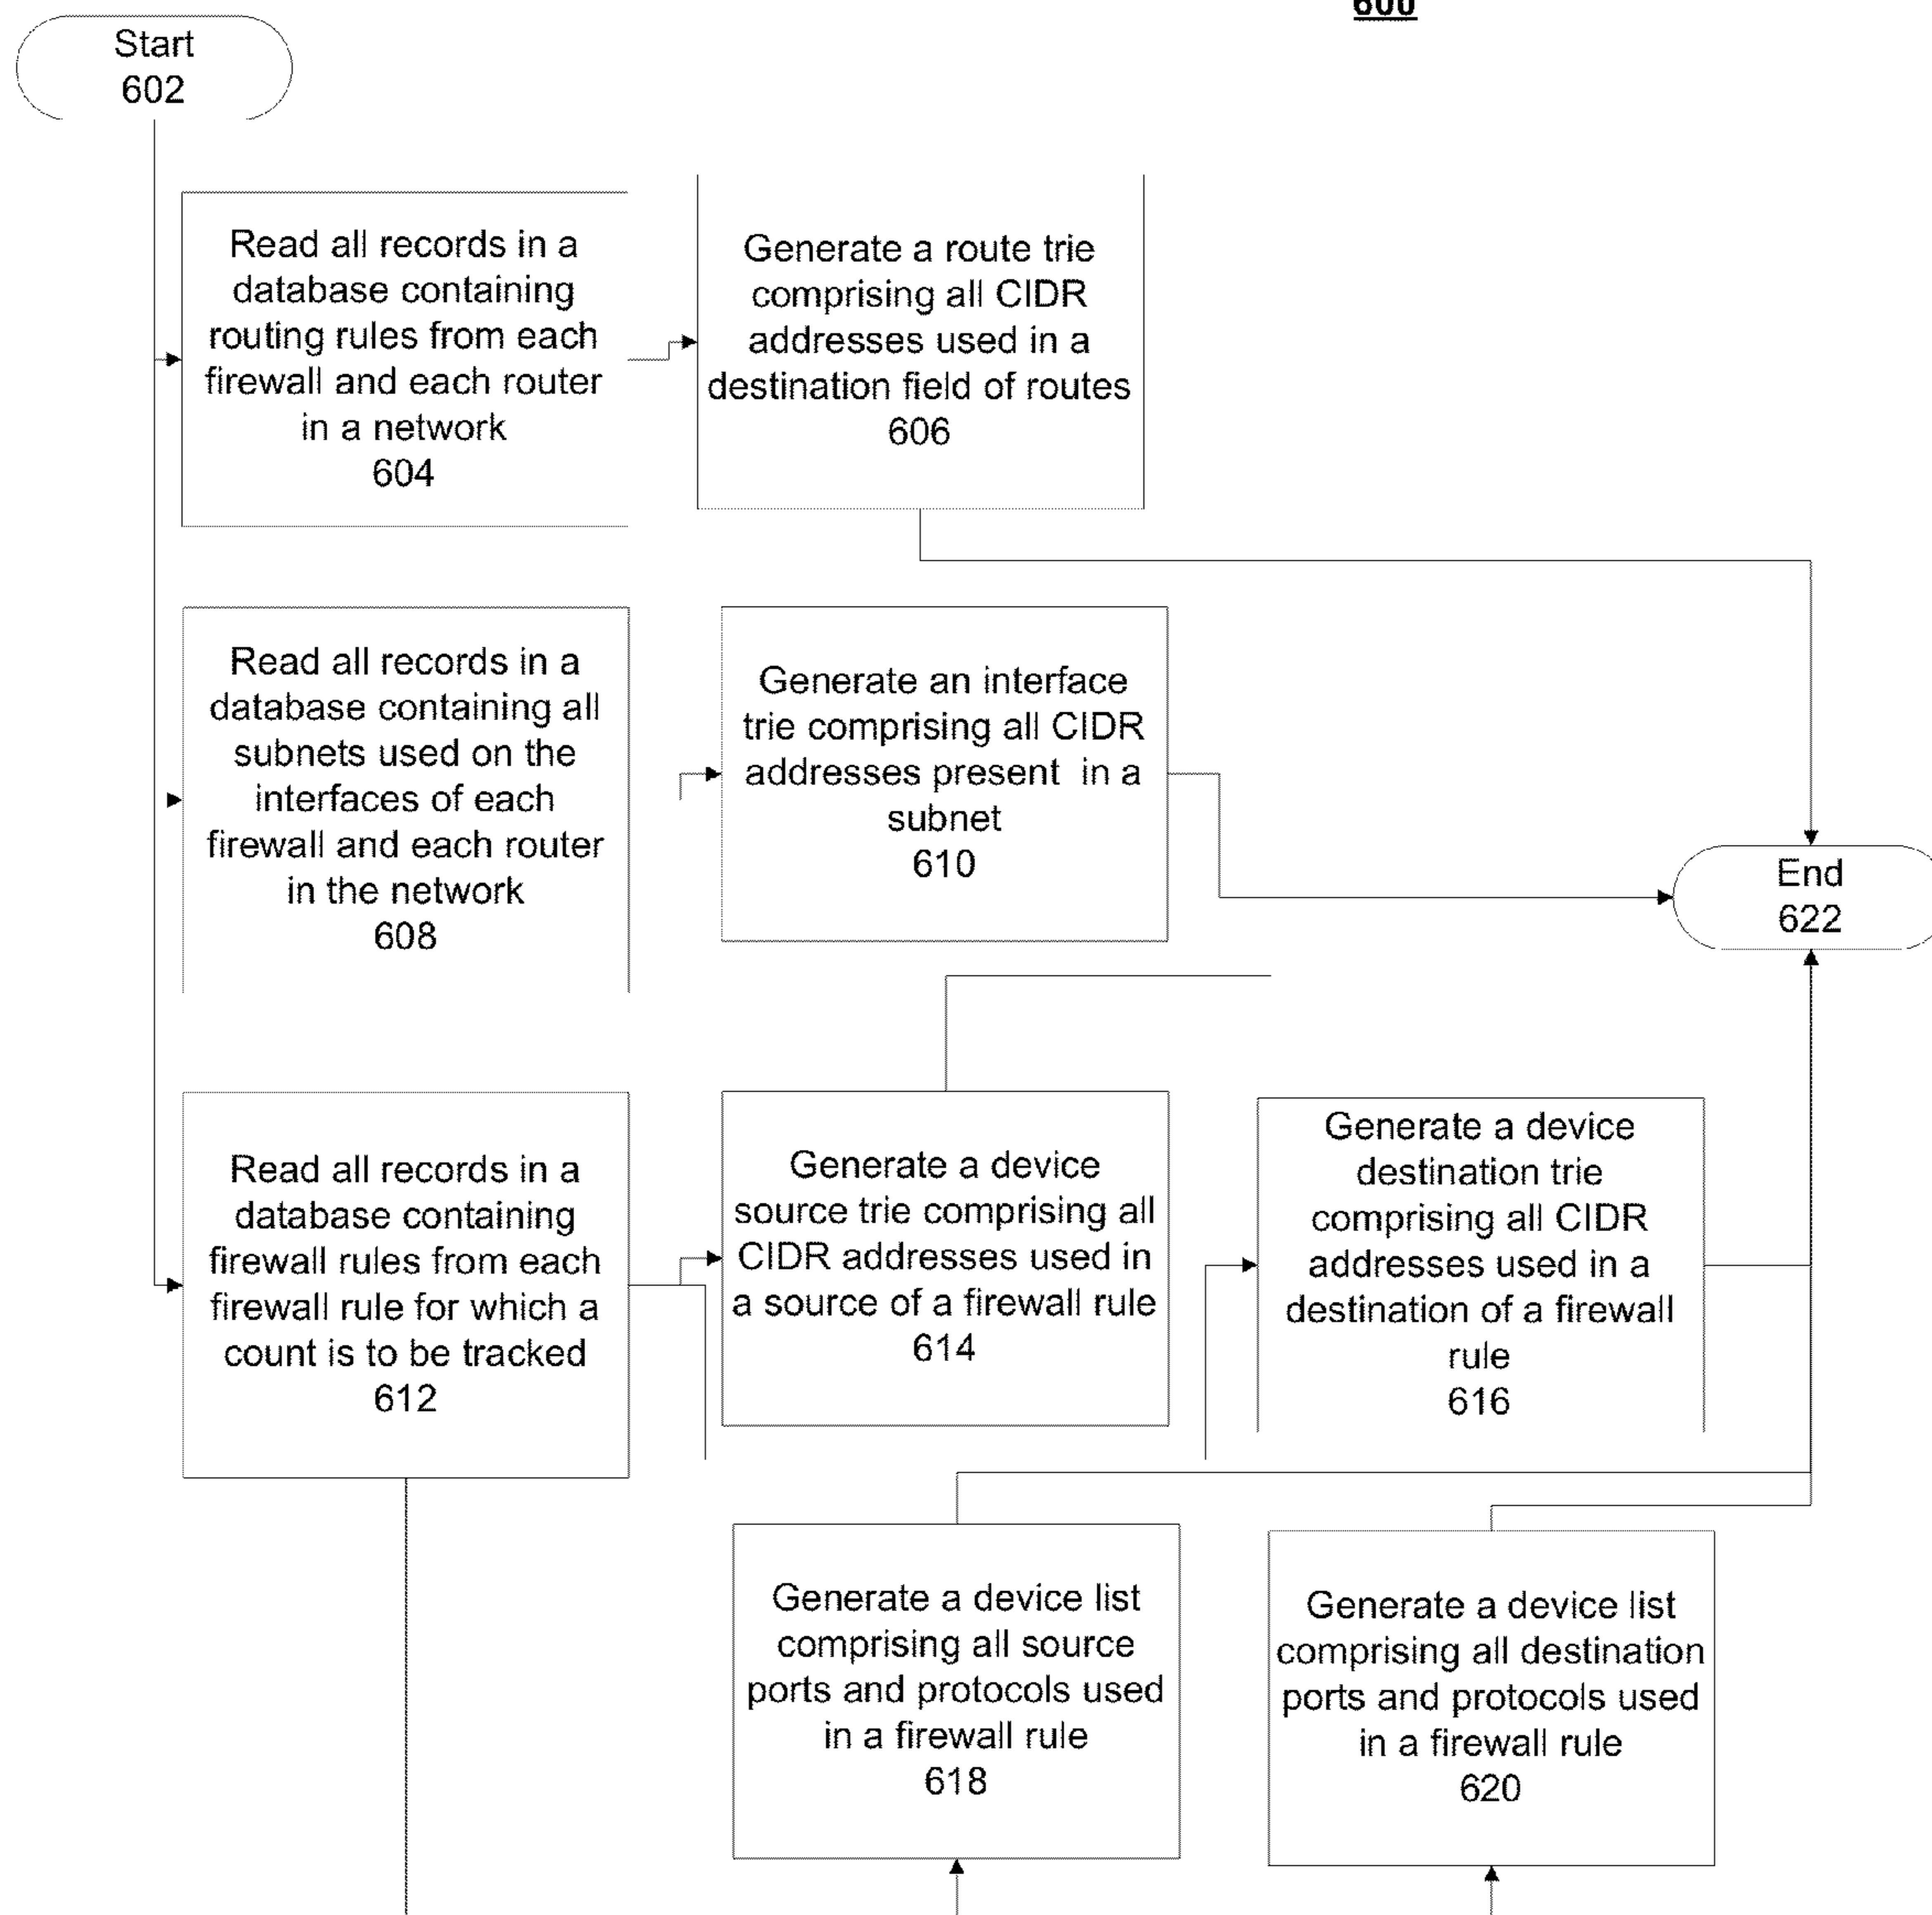 600
Start
602
Read all records in a
database containing
routing rules from each
firewall and each router
in a network
604
Generate a route trie
comprising all CIDR
addresses used in a
destination field of routes
606
Read all records in a
database containing all
subnets used on the
interfaces of each
firewall and each router
in the network
608
Generate an interface
trie comprising all CIDR
addresses present in a
subnet
610
End
622
Read all records in a
database containing
firewall rules from each
firewall rule for which a
count is to be tracked
612
Generate a device
source trie comprising all
CIDR addresses used in
a source of a firewall rule
614
Generate a device
destination trie
comprising all CIDR
addresses used in a
destination of a firewall
rule
616
Generate a device list
comprising all source
ports and protocols used
in a firewall rule
618
Generate a device list
comprising all destination
ports and protocols used
in a firewall rule
620